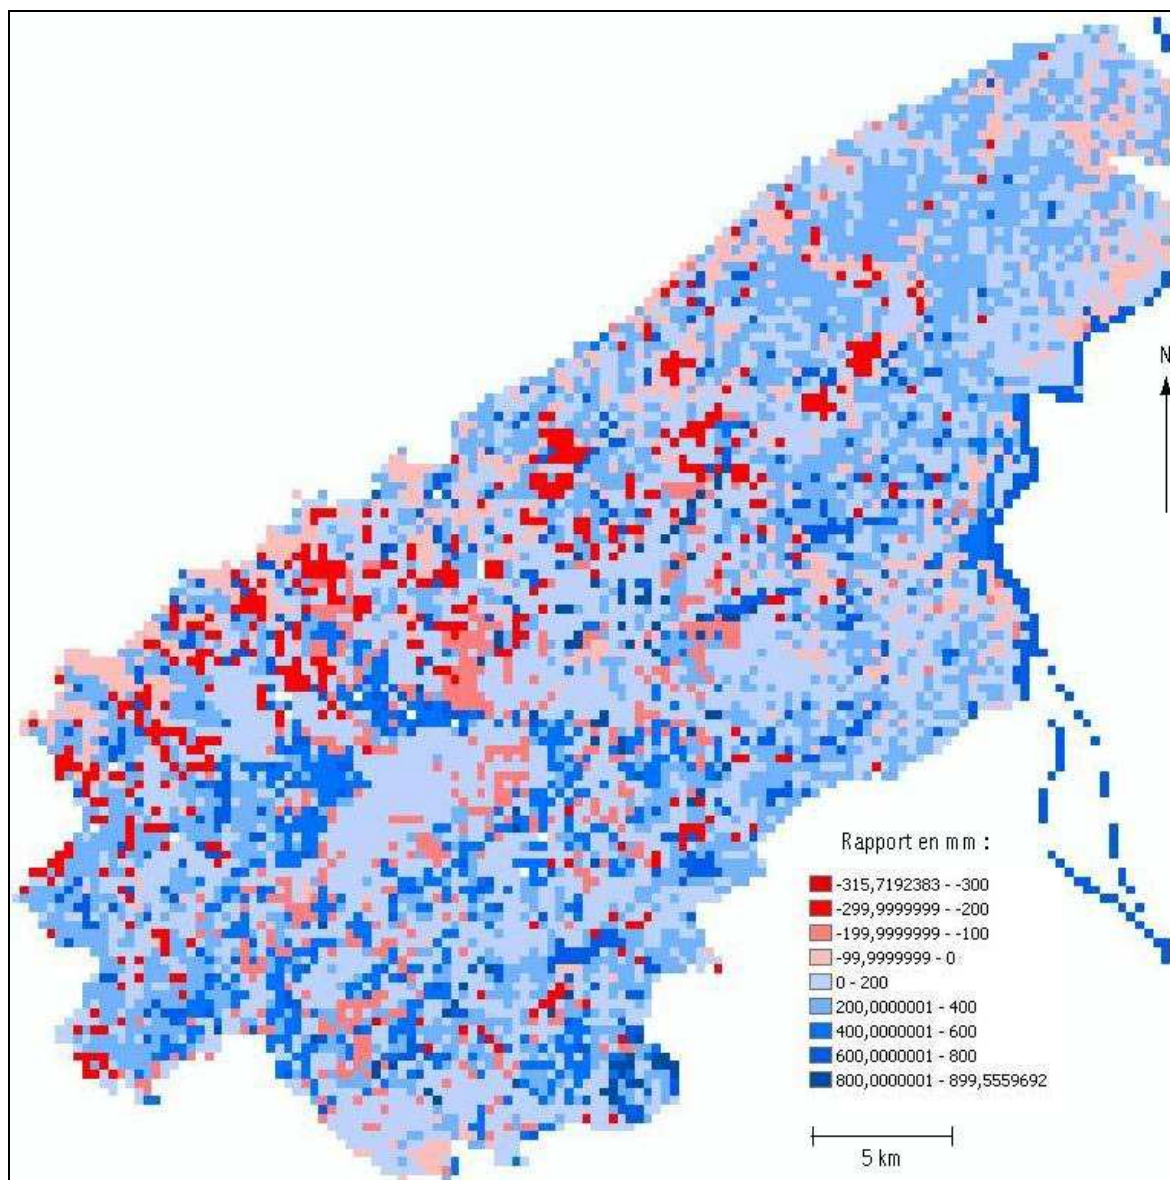 N
Rapport en mm :
-315,7192383 - -300
-299,9999999 - -200
-199,9999999 - -100
-99,9999999 - 0
0 - 200
200,0000001 - 400
400,0000001 - 600
600,0000001 - 800
800,0000001 - 899,5559692
5 km